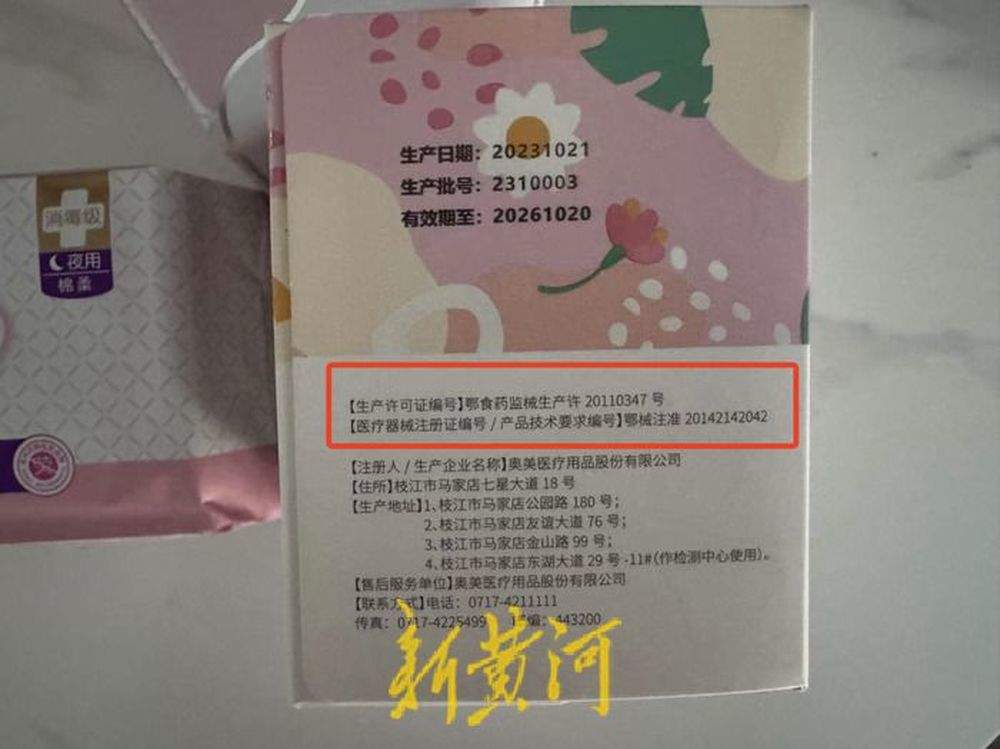 消毒级
夜用
棉柔
生产日期：20231021
生产批号：2310003
有效期至：20261020
【生产许可证编号】鄂食药监械生产许 20110347 号
【医疗器械注册证编号 / 产品技术要求编号】鄂械注准 20142142042
【注册人 / 生产企业名称】奥美医疗用品股份有限公司
【住所】枝江市马家店七星大道 18 号
【生产地址】1、枝江市马家店公园路 180 号；
2、枝江市马家店友谊大道 76 号；
3、枝江市马家店金山路 99 号；
4、枝江市马家店东湖大道 29 号 -11#（作检测中心使用）。
【售后服务单位】奥美医疗用品股份有限公司
【联系方式】电话：0717-4211111
传真：0717-4225499 邮编：443200
新黄河